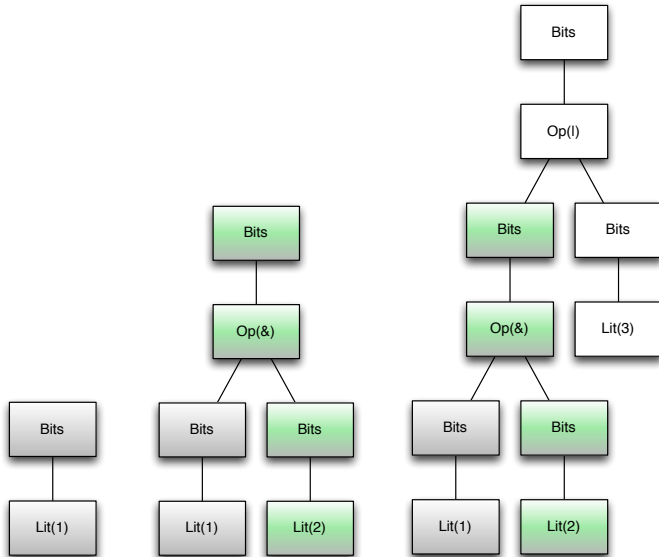 Bits
Op(|)
Bits Bits Bits
Op(&) Op(&) Lit(3)
Bits Bits Bits Bits Bits
Lit(1) Lit(1) Lit(2) Lit(1) Lit(2)